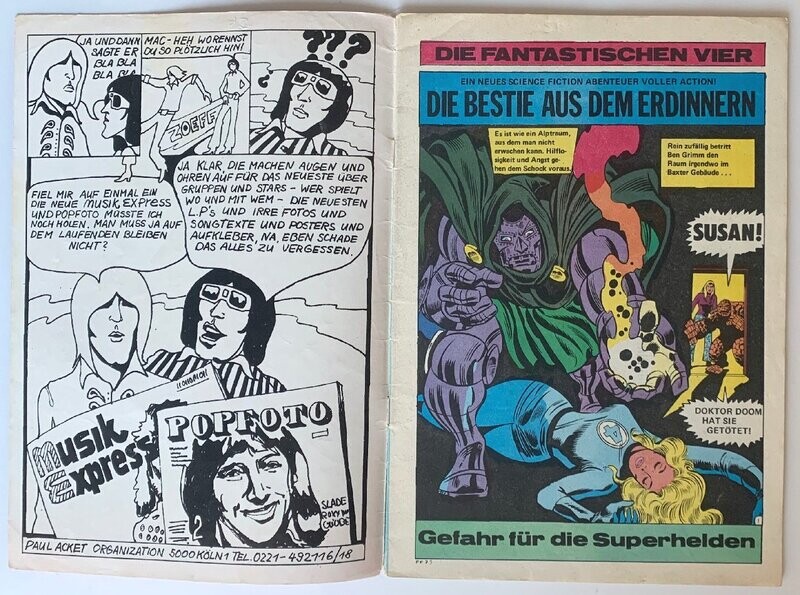 JA UND DANN
SAGTE ER
BLA BLA
BLA BLA
MAC-HEH WO RENNST
DU SO PLÖTZLICH HIN!
ZOEFF
???
FIEL MIR AUF EINMAL EIN
DIE NEUE MUSIK EXPRESS
UND POPFOTO MÜSSTE ICH
NOCH HOLEN. MAN MUSS JA AUF
DEM LAUFENDEN BLEIBEN
NICHT?
JA KLAR DIE MACHEN AUGEN UND
OHREN AUF FÜR DAS NEUESTE ÜBER
GRUPPEN UND STARS - WER SPIELT
WO UND MIT WEM - DIE NEUESTEN
L.P's UND IRRE FOTOS UND
SONGTEXTE UND POSTERS UND
AUFKLEBER, NA, EBEN SCHADE
DAS ALLES ZU VERGESSEN.
Musik
Express
POPFOTO
2
SLADE
ROXY
PAUL ACKET ORGANIZATION 5000 KÖLN 1 TEL. 0221-492116/18
DIE FANTASTISCHEN VIER
EIN NEUES SCIENCE FICTION ABENTEUER VOLLER ACTION!
DIE BESTIE AUS DEM ERDINNERN
Es ist wie ein Alptraum,
aus dem man nicht
erwachen kann. Hilflo-
sigkeit und Angst ge-
hen dem Schock voraus.
Rein zufällig betritt
Ben Grimm den
Raum irgendwo im
Baxter Gebäude...
SUSAN!
DOKTOR DOOM
HAT SIE
GETÖTET!
1
Gefahr für die Superhelden